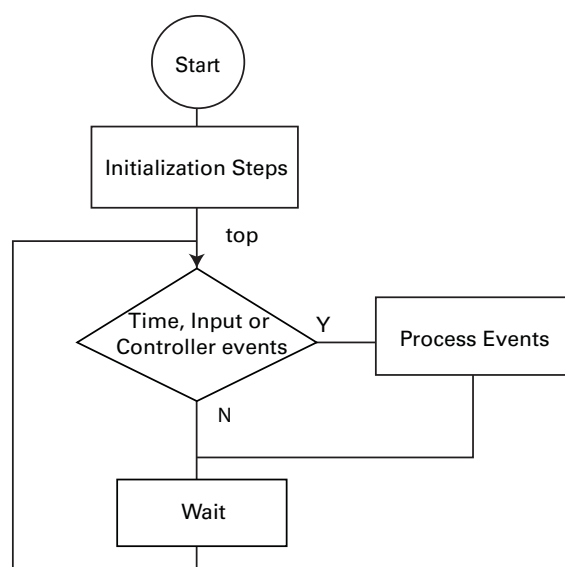 Start
Initialization Steps
top
Time, Input or
Controller events
Y
Process Events
N
Wait